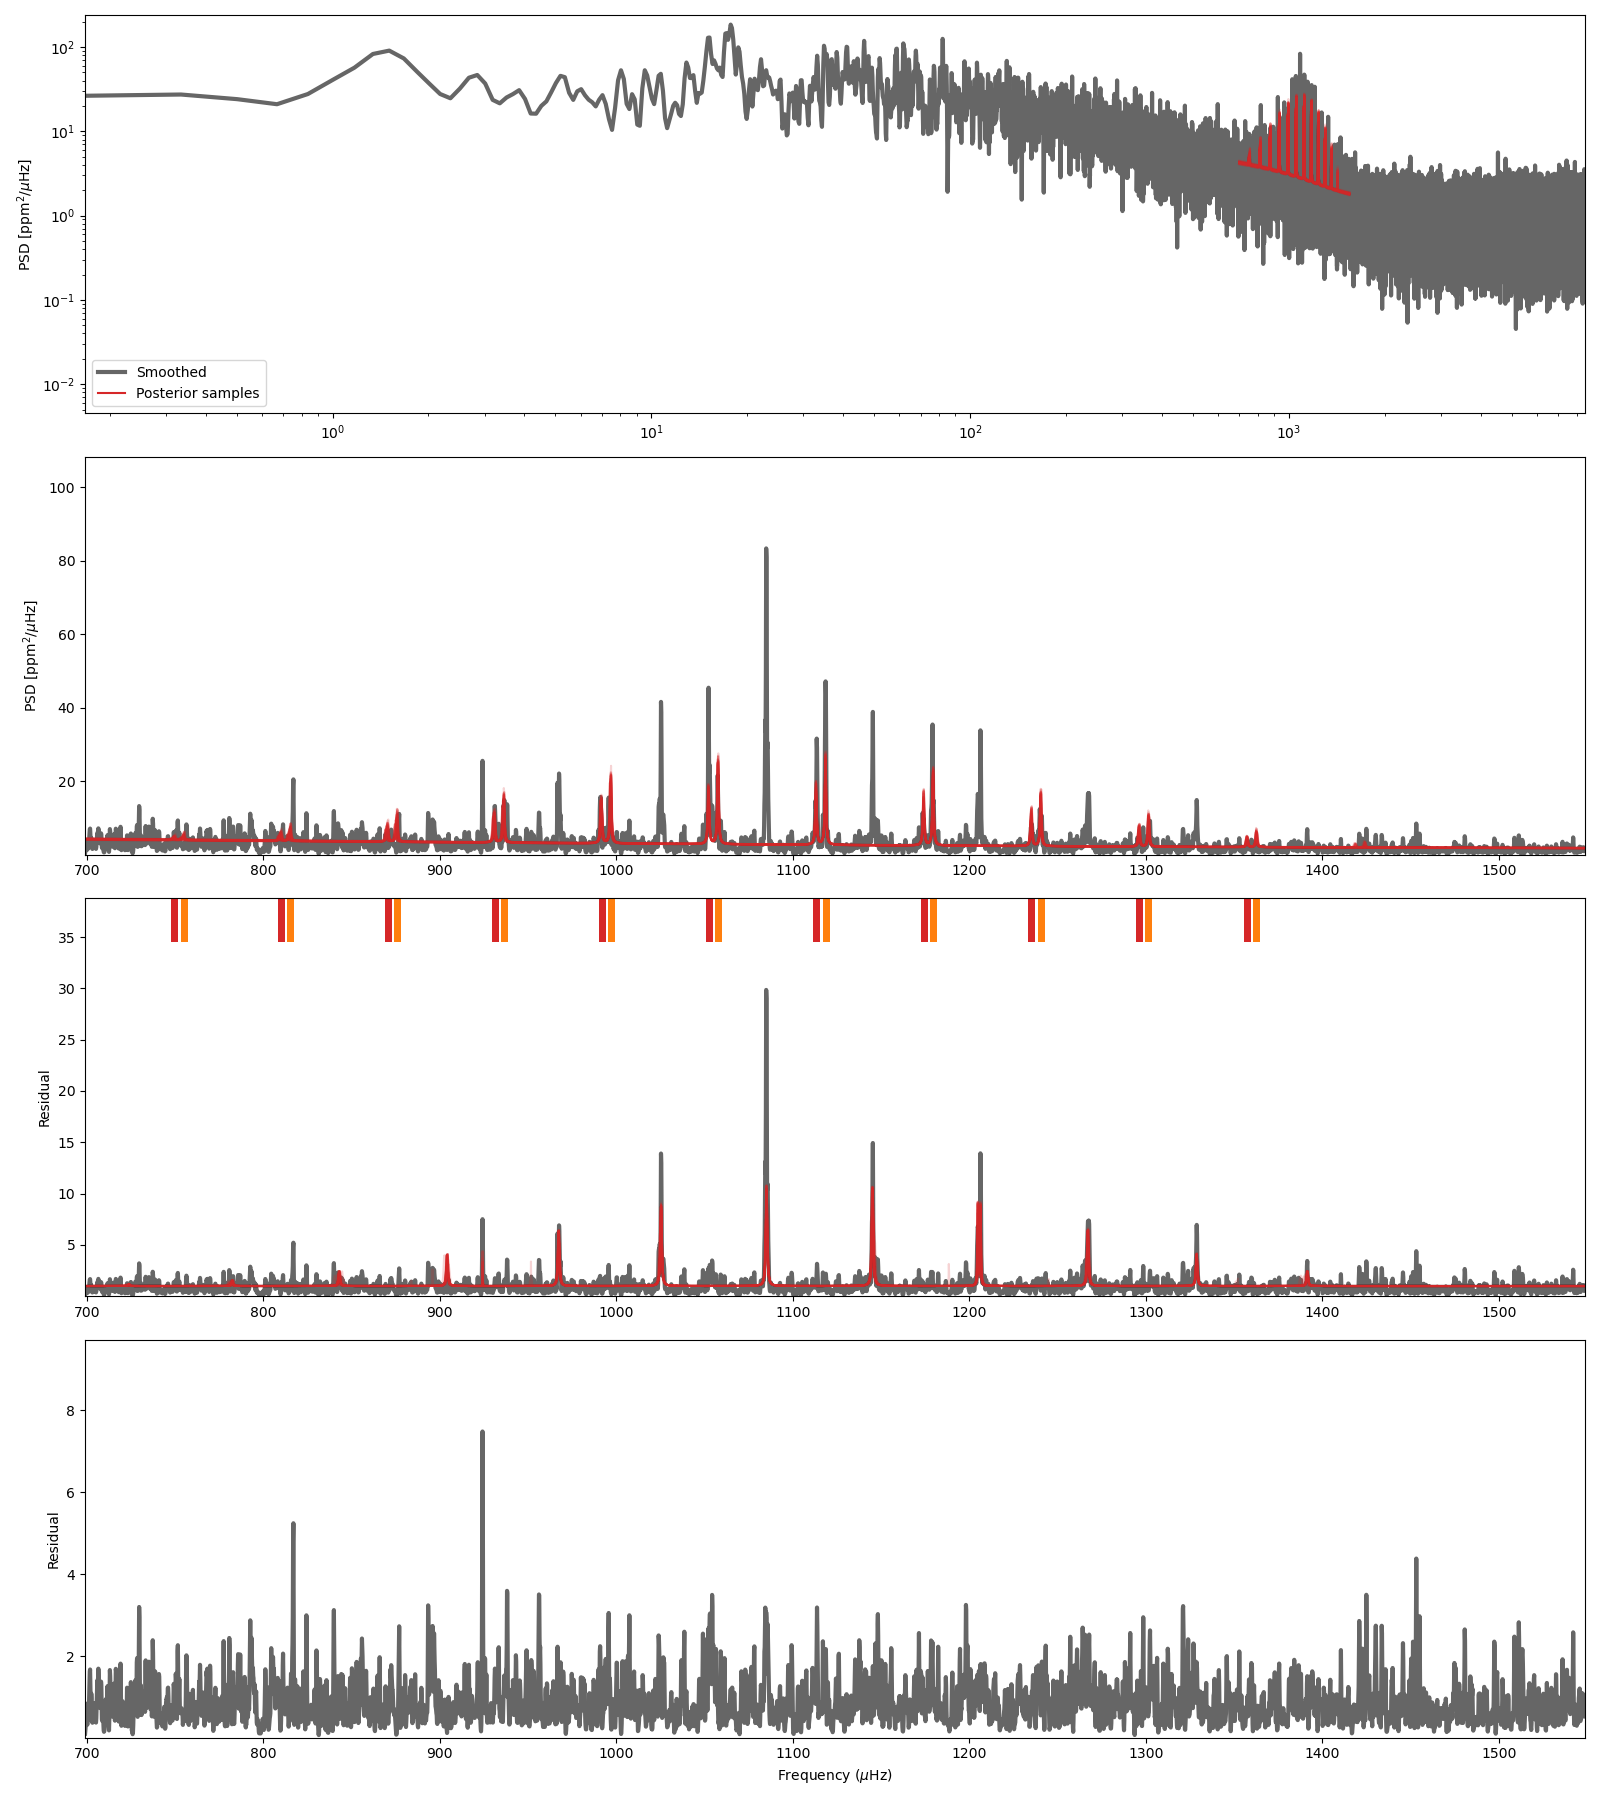 10² 10¹ 10⁰ 10⁻¹ 10⁻²
PSD [ppm²/μHz]
Smoothed
Posterior samples
10⁰ 10¹ 10² 10³
100 80 60 40 20
PSD [ppm²/μHz]
700 800 900 1000 1100 1200 1300 1400 1500
35 30 25 20 15 10 5
Residual
700 800 900 1000 1100 1200 1300 1400 1500
8 6 4 2
Residual
700 800 900 1000 1100 1200 1300 1400 1500
Frequency (μHz)